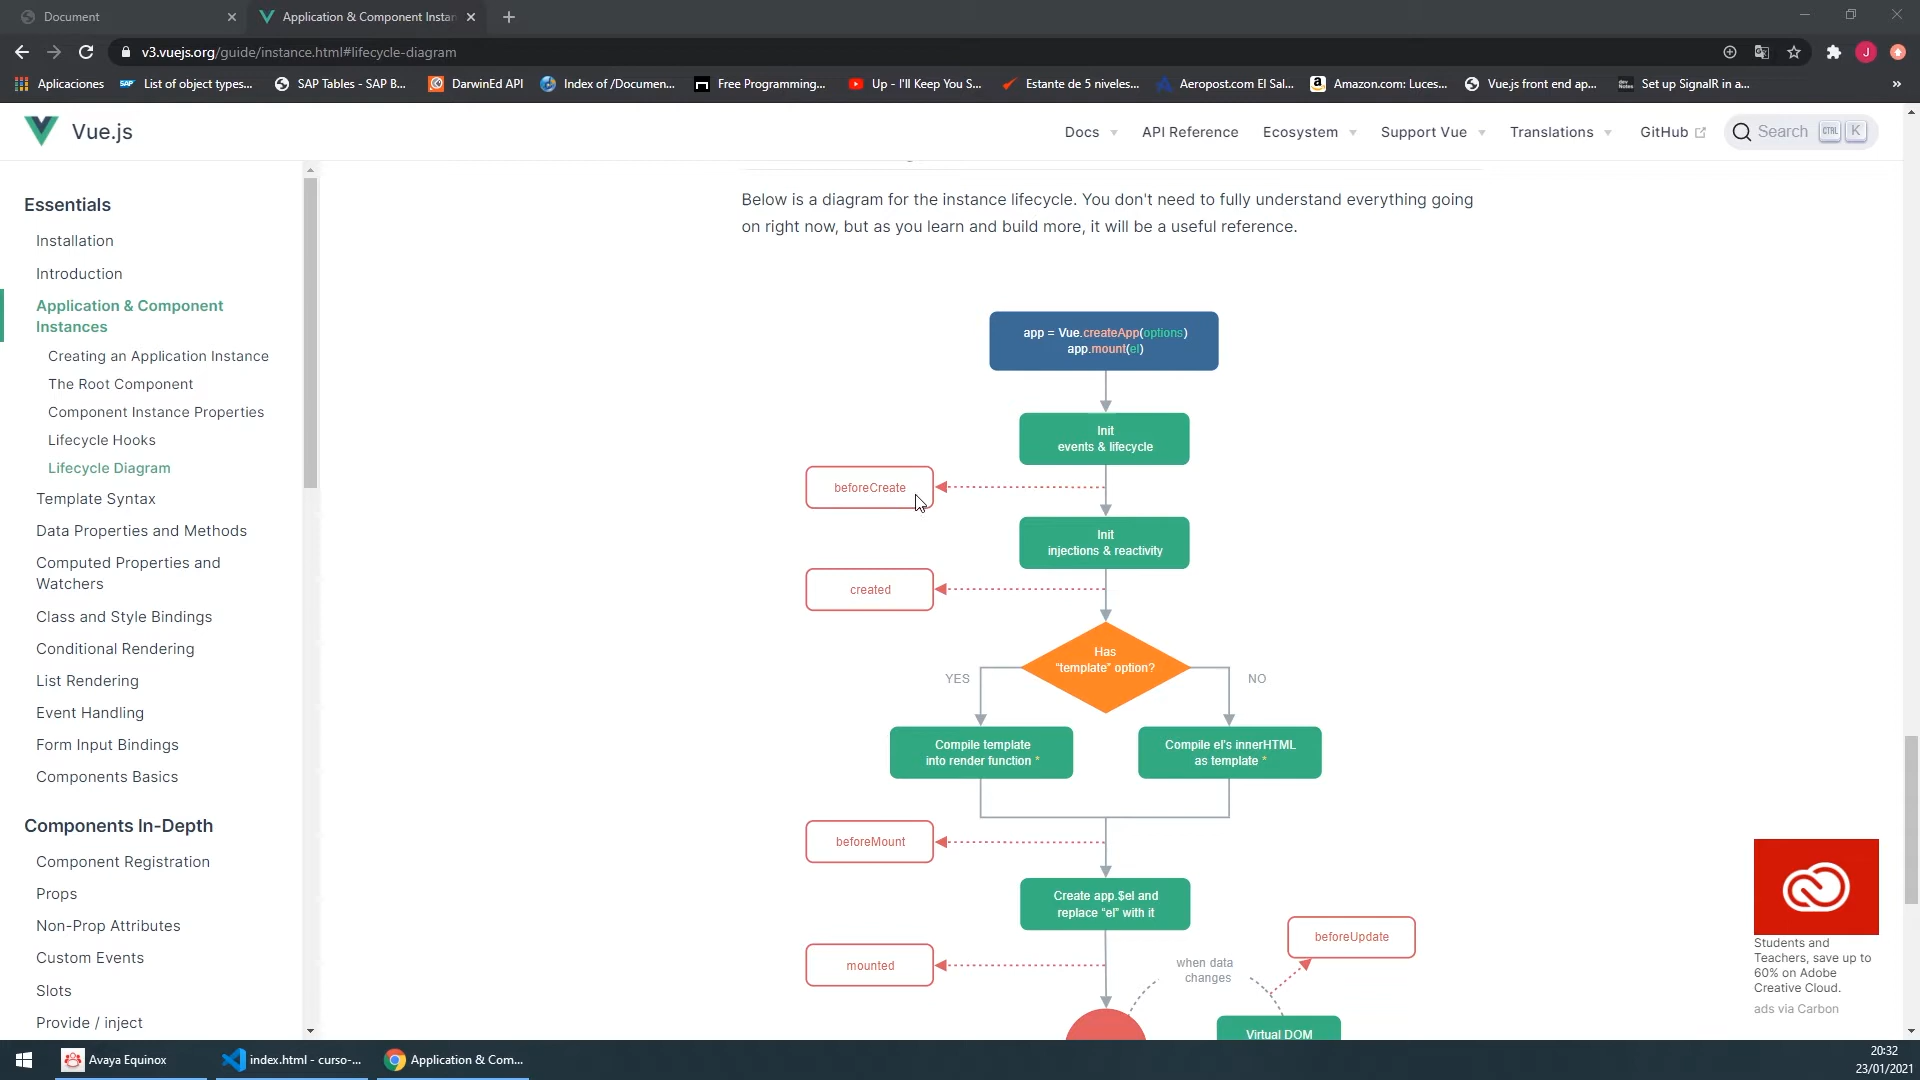 Document
Application & Component Instan
v3.vuejs.org/guide/instance.html#lifecycle-diagram
J
Aplicaciones
SAP
List of object types...
SAP Tables - SAP B...
DarwinEd API
Index of /Documen...
Free Programming...
Up - I'll Keep You S...
Estante de 5 niveles...
Aeropost.com El Sal...
Amazon.com: Luces...
Vue.js front end ap...
Set up SignalR in a...
»
Vue.js
Docs
API Reference
Ecosystem
Support Vue
Translations
GitHub
Search
CTRL
K
Essentials
Installation
Introduction
Application & Component
Instances
Creating an Application Instance
The Root Component
Component Instance Properties
Lifecycle Hooks
Lifecycle Diagram
Template Syntax
Data Properties and Methods
Computed Properties and
Watchers
Class and Style Bindings
Conditional Rendering
List Rendering
Event Handling
Form Input Bindings
Components Basics
Components In-Depth
Component Registration
Props
Non-Prop Attributes
Custom Events
Slots
Provide / inject
Below is a diagram for the instance lifecycle. You don't need to fully understand everything going
on right now, but as you learn and build more, it will be a useful reference.
app = Vue.createApp(options)
app.mount(el)
Init
events & lifecycle
beforeCreate
Init
injections & reactivity
created
Has
“template” option?
YES
NO
Compile template
into render function *
Compile el's innerHTML
as template *
beforeMount
Create app.$el and
replace “el” with it
mounted
when data
changes
beforeUpdate
Virtual DOM
Students and
Teachers, save up to
60% on Adobe
Creative Cloud.
ads via Carbon
Avaya Equinox
index.html - curso-...
Application & Com...
20:32
23/01/2021